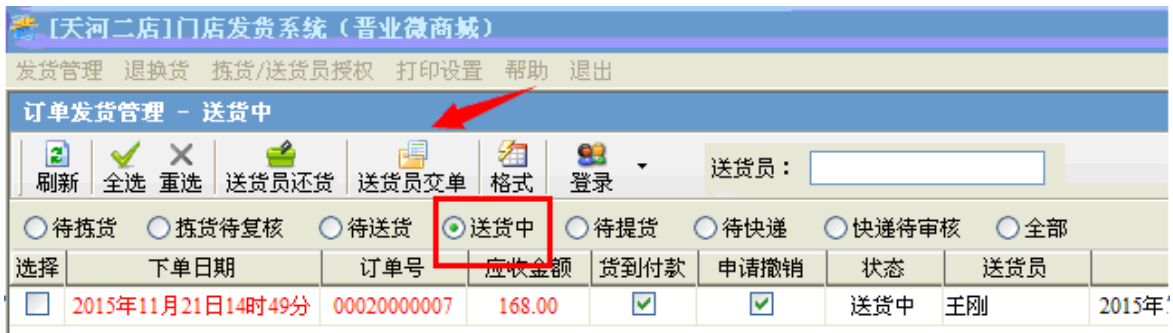 [天河二店]门店发货系统（晋业微商城）
发货管理 退换货 拣货/送货员授权 打印设置 帮助 退出
订单发货管理 - 送货中
刷新 全选 重选 送货员还货 送货员交单 格式 登录 送货员：
待拣货 拣货待复核 待送货 送货中 待提货 待快递 快递待审核 全部
选择 下单日期 订单号 应收金额 货到付款 申请撤销 状态 送货员
2015年11月21日14时49分 00020000007 168.00 送货中 王刚 2015年